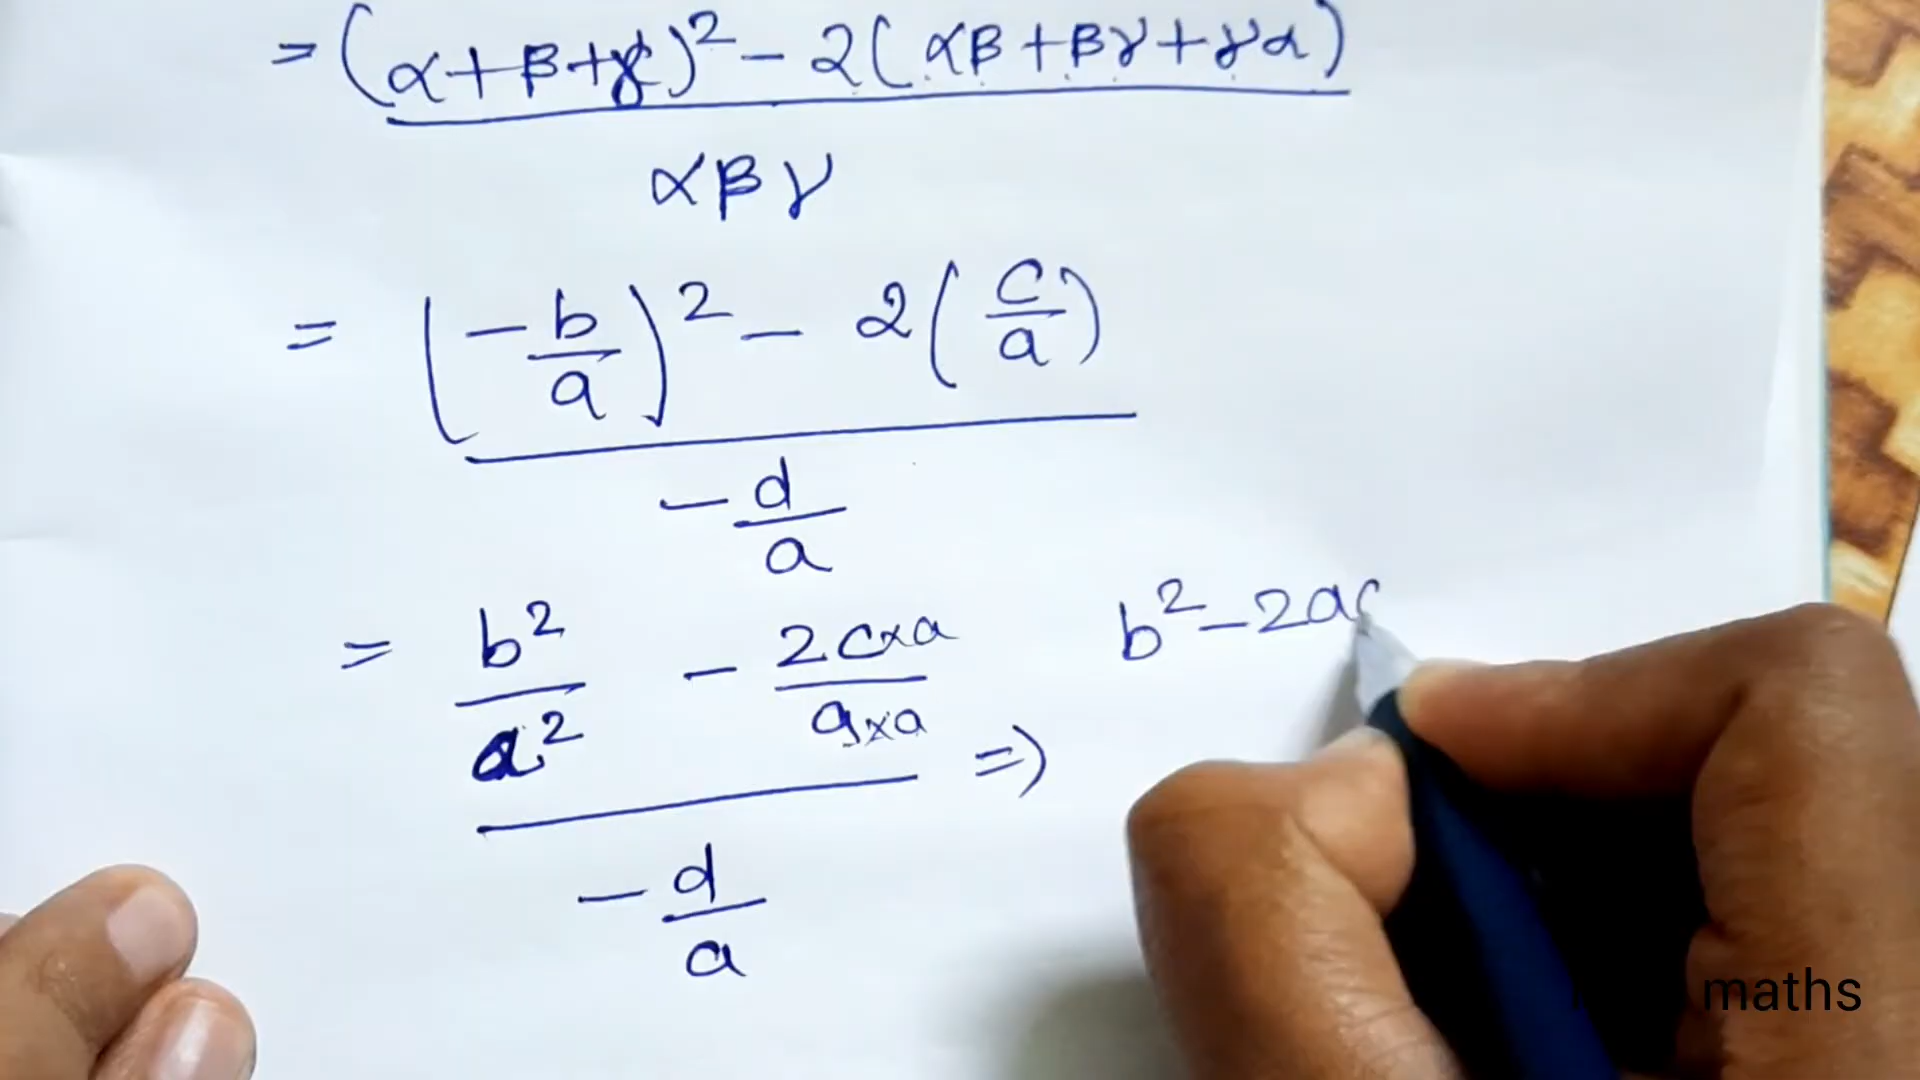 = (α+β+γ)² − 2(αβ+βγ+γα)
αβγ
= (−b/a)² − 2(c/a)
−d/a
= b²/a² − 2c×a/a×a => b²−2ac
−d/a
maths